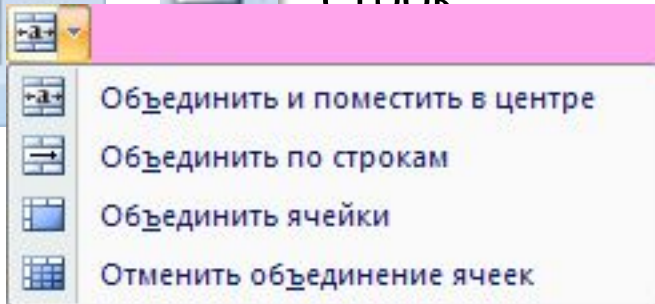 Объединить и поместить в центре
Объединить по строкам
Объединить ячейки
Отменить объединение ячеек